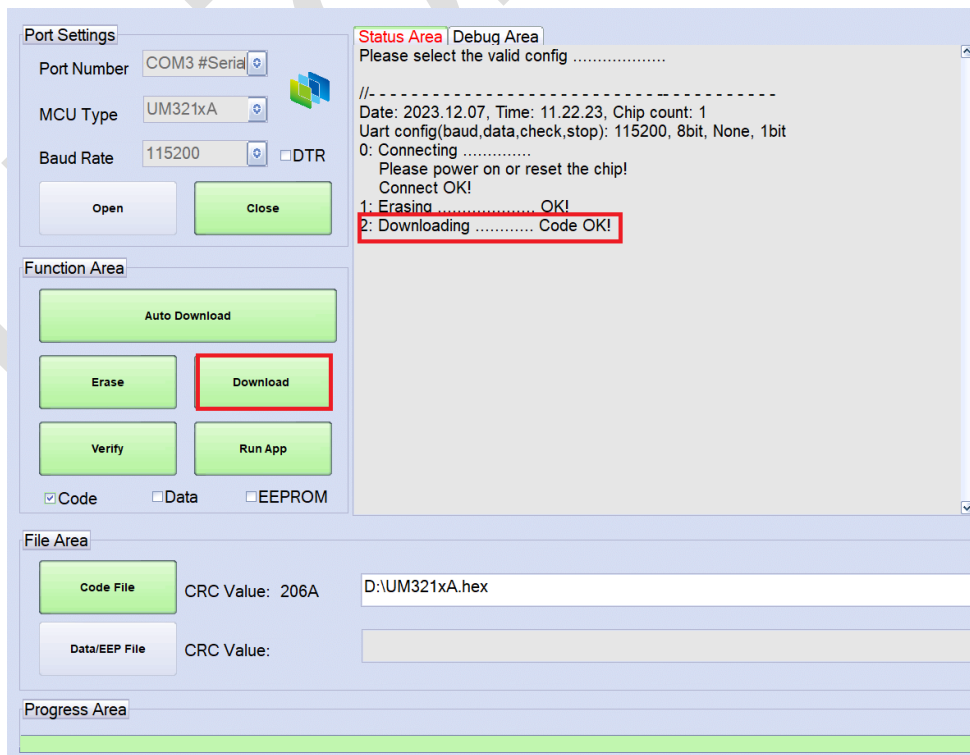 Port Settings
Port Number COM3 #Serial
MCU Type UM321xA
Baud Rate 115200 DTR
Open Close
Function Area
Auto Download
Erase Download
Verify Run App
Code Data EEPROM
Status Area Debug Area
Please select the valid config ...................
//- - - - - - - - - - - - - - - - - - - - - - - - - - -- - - - - - - - - - -
Date: 2023.12.07, Time: 11.22.23, Chip count: 1
Uart config(baud,data,check,stop): 115200, 8bit, None, 1bit
0: Connecting ..............
Please power on or reset the chip!
Connect OK!
1: Erasing .................... OK!
2: Downloading ............ Code OK!
File Area
Code File CRC Value: 206A D:\UM321xA.hex
Data/EEP File CRC Value:
Progress Area